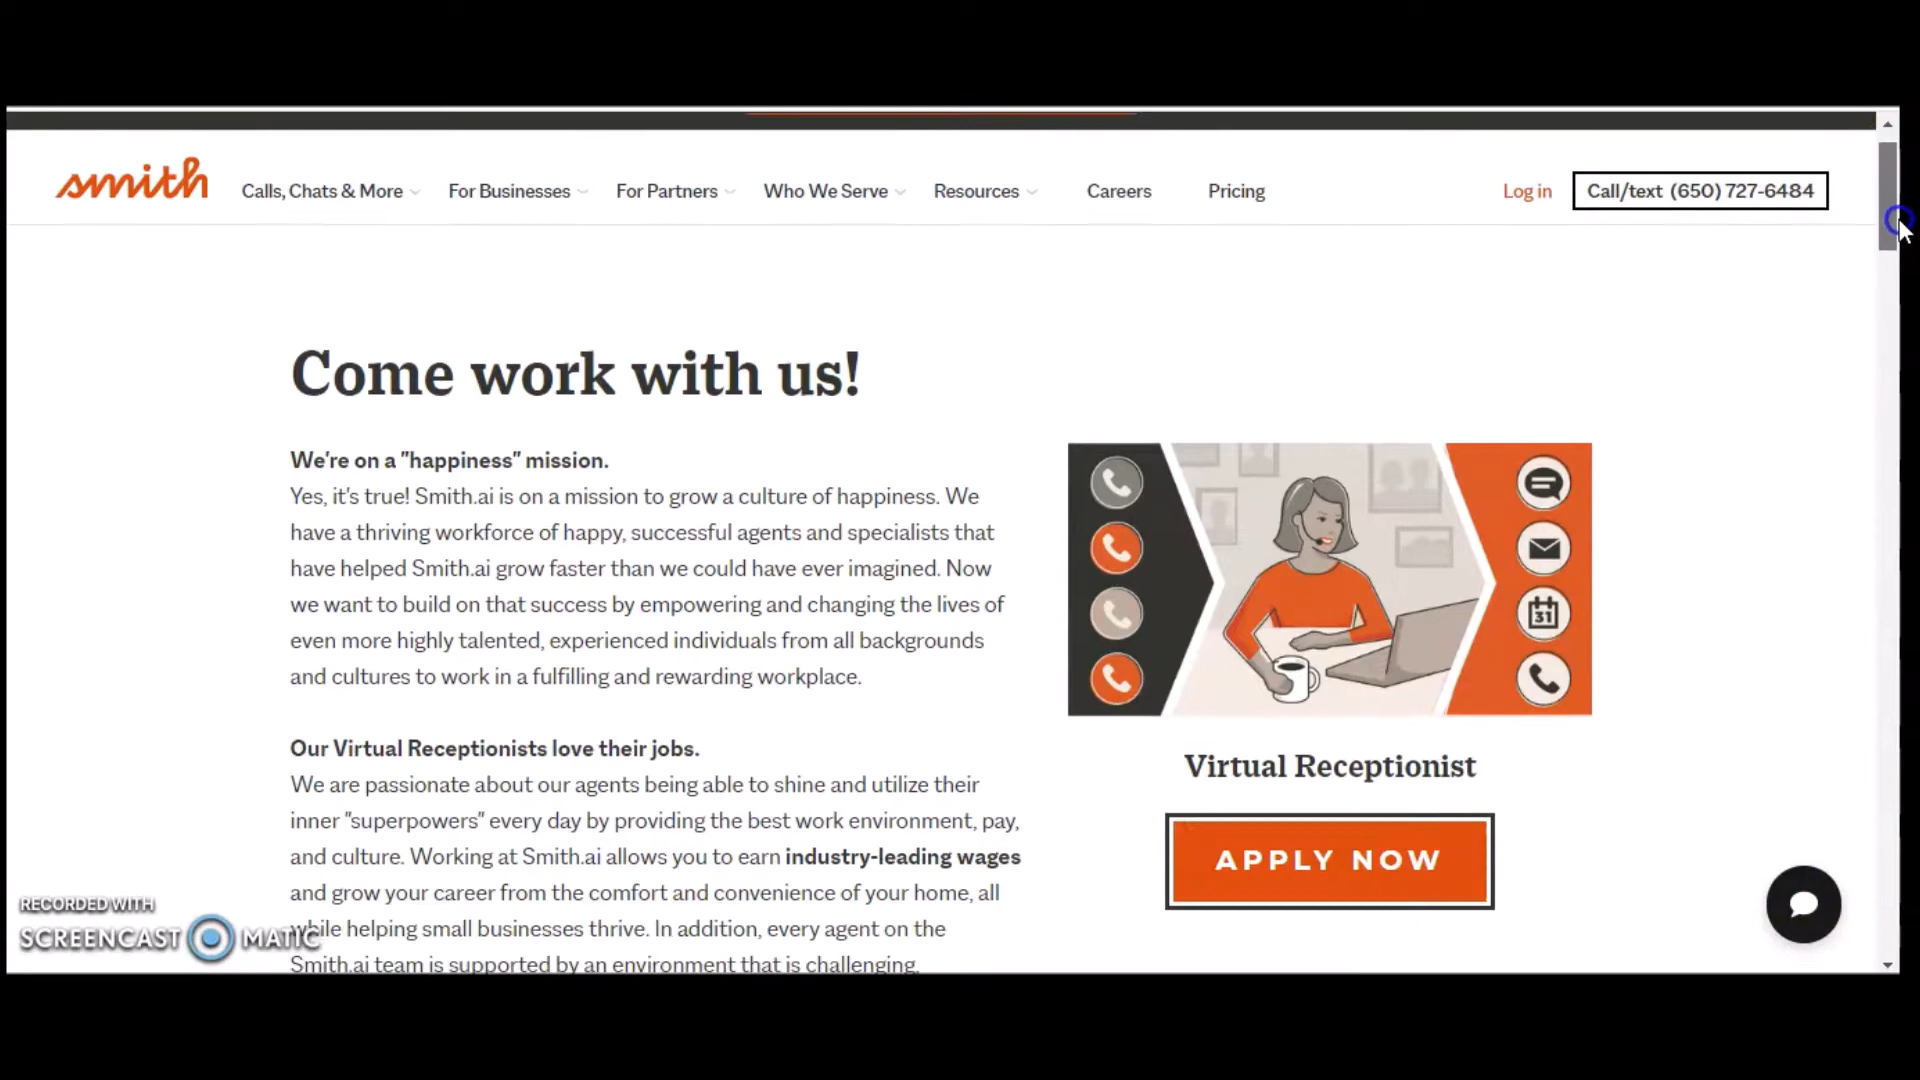 smith
Calls, Chats & More
For Businesses
For Partners
Who We Serve
Resources
Careers
Pricing
Log in
Call/text (650) 727-6484
Come work with us!
We're on a "happiness" mission.
Yes, it's true! Smith.ai is on a mission to grow a culture of happiness. We
have a thriving workforce of happy, successful agents and specialists that
have helped Smith.ai grow faster than we could have ever imagined. Now
we want to build on that success by empowering and changing the lives of
even more highly talented, experienced individuals from all backgrounds
and cultures to work in a fulfilling and rewarding workplace.
Our Virtual Receptionists love their jobs.
We are passionate about our agents being able to shine and utilize their
inner "superpowers" every day by providing the best work environment, pay,
and culture. Working at Smith.ai allows you to earn industry-leading wages
and grow your career from the comfort and convenience of your home, all
while helping small businesses thrive. In addition, every agent on the
Smith.ai team is supported by an environment that is challenging,
31
Virtual Receptionist
APPLY NOW
RECORDED WITH
SCREENCAST MATIC